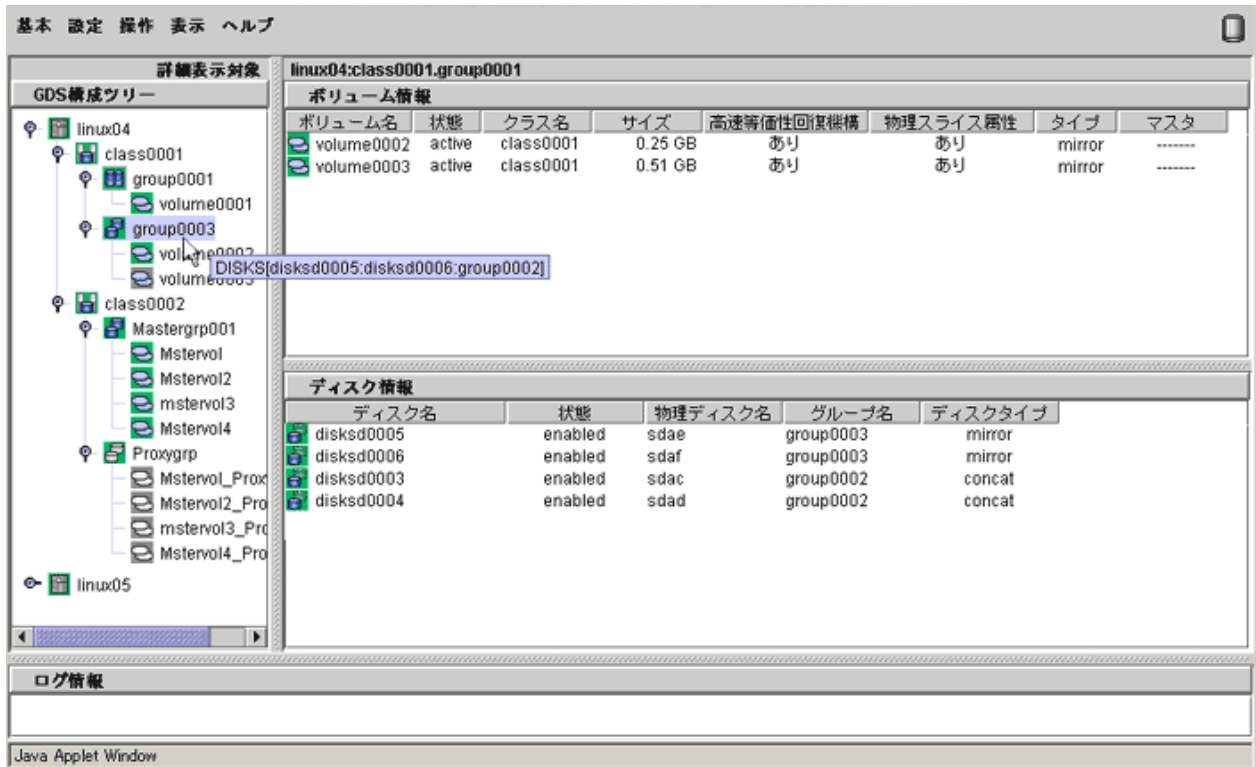 基本 設定 操作 表示 ヘルプ
詳細表示対象
GDS構成ツリー
linux04
class0001
group0001
volume0001
group0003
volume0002
DISKS[disksd0005:disksd0006:group0002]
class0002
Mastergrp001
Mstervol
Mstervol2
mstervol3
Mstervol4
Proxygrp
Mstervol_Prox
Mstervol2_Pro
mstervol3_Pro
Mstervol4_Pro
linux05
linux04:class0001.group0001
ボリューム情報
ボリューム名 状態 クラス名 サイズ 高速等価性回復機構 物理スライス属性 タイプ マスタ
volume0002 active class0001 0.25 GB あり あり mirror -------
volume0003 active class0001 0.51 GB あり あり mirror -------
ディスク情報
ディスク名 状態 物理ディスク名 グループ名 ディスクタイプ
disksd0005 enabled sdae group0003 mirror
disksd0006 enabled sdaf group0003 mirror
disksd0003 enabled sdac group0002 concat
disksd0004 enabled sdad group0002 concat
ログ情報
Java Applet Window